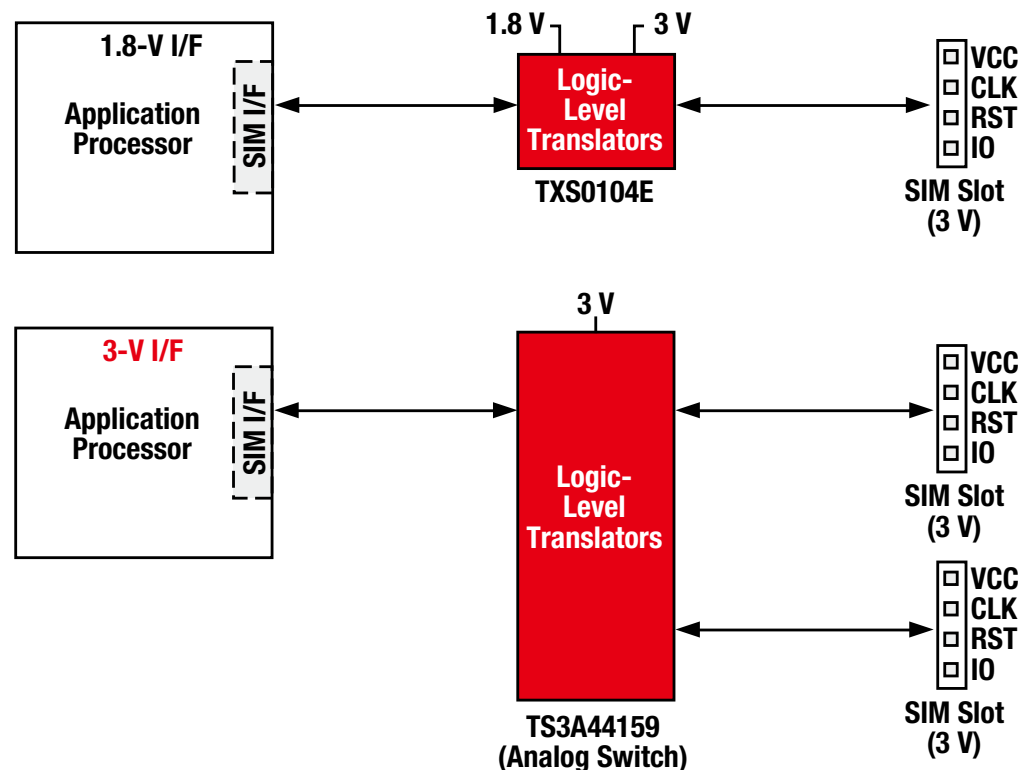 1.8-V I/F
Application
Processor
SIM I/F
1.8 V
3 V
Logic-
Level
Translators
TXS0104E
VCC
CLK
RST
IO
SIM Slot
(3 V)
3-V I/F
Application
Processor
SIM I/F
3 V
Logic-
Level
Translators
TS3A44159
(Analog Switch)
VCC
CLK
RST
IO
SIM Slot
(3 V)
VCC
CLK
RST
IO
SIM Slot
(3 V)